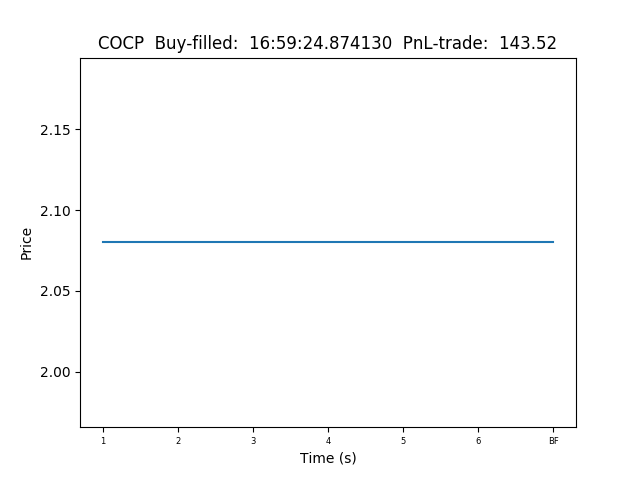 COCP  Buy-filled:  16:59:24.874130  PnL-trade:  143.52
2.15
2.10
2.05
2.00
Price
1 2 3 4 5 6 BF
Time (s)